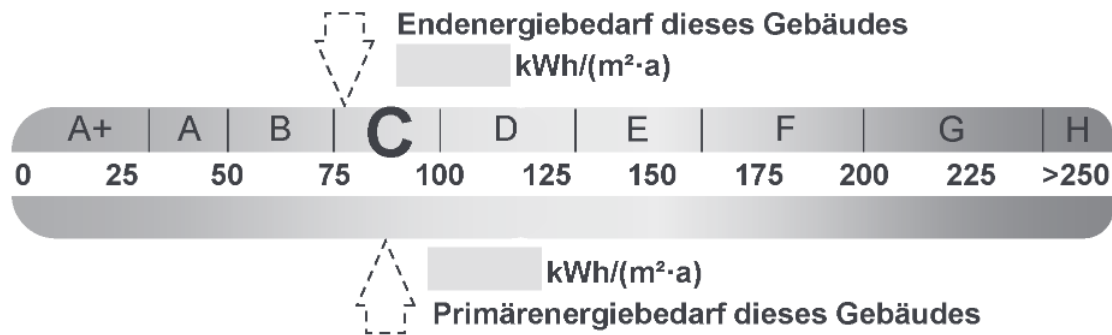 Endenergiebedarf dieses Gebäudes
kWh/(m²·a)
A+ A B C D E F G H
0 25 50 75 100 125 150 175 200 225 >250
kWh/(m²·a)
Primärenergiebedarf dieses Gebäudes